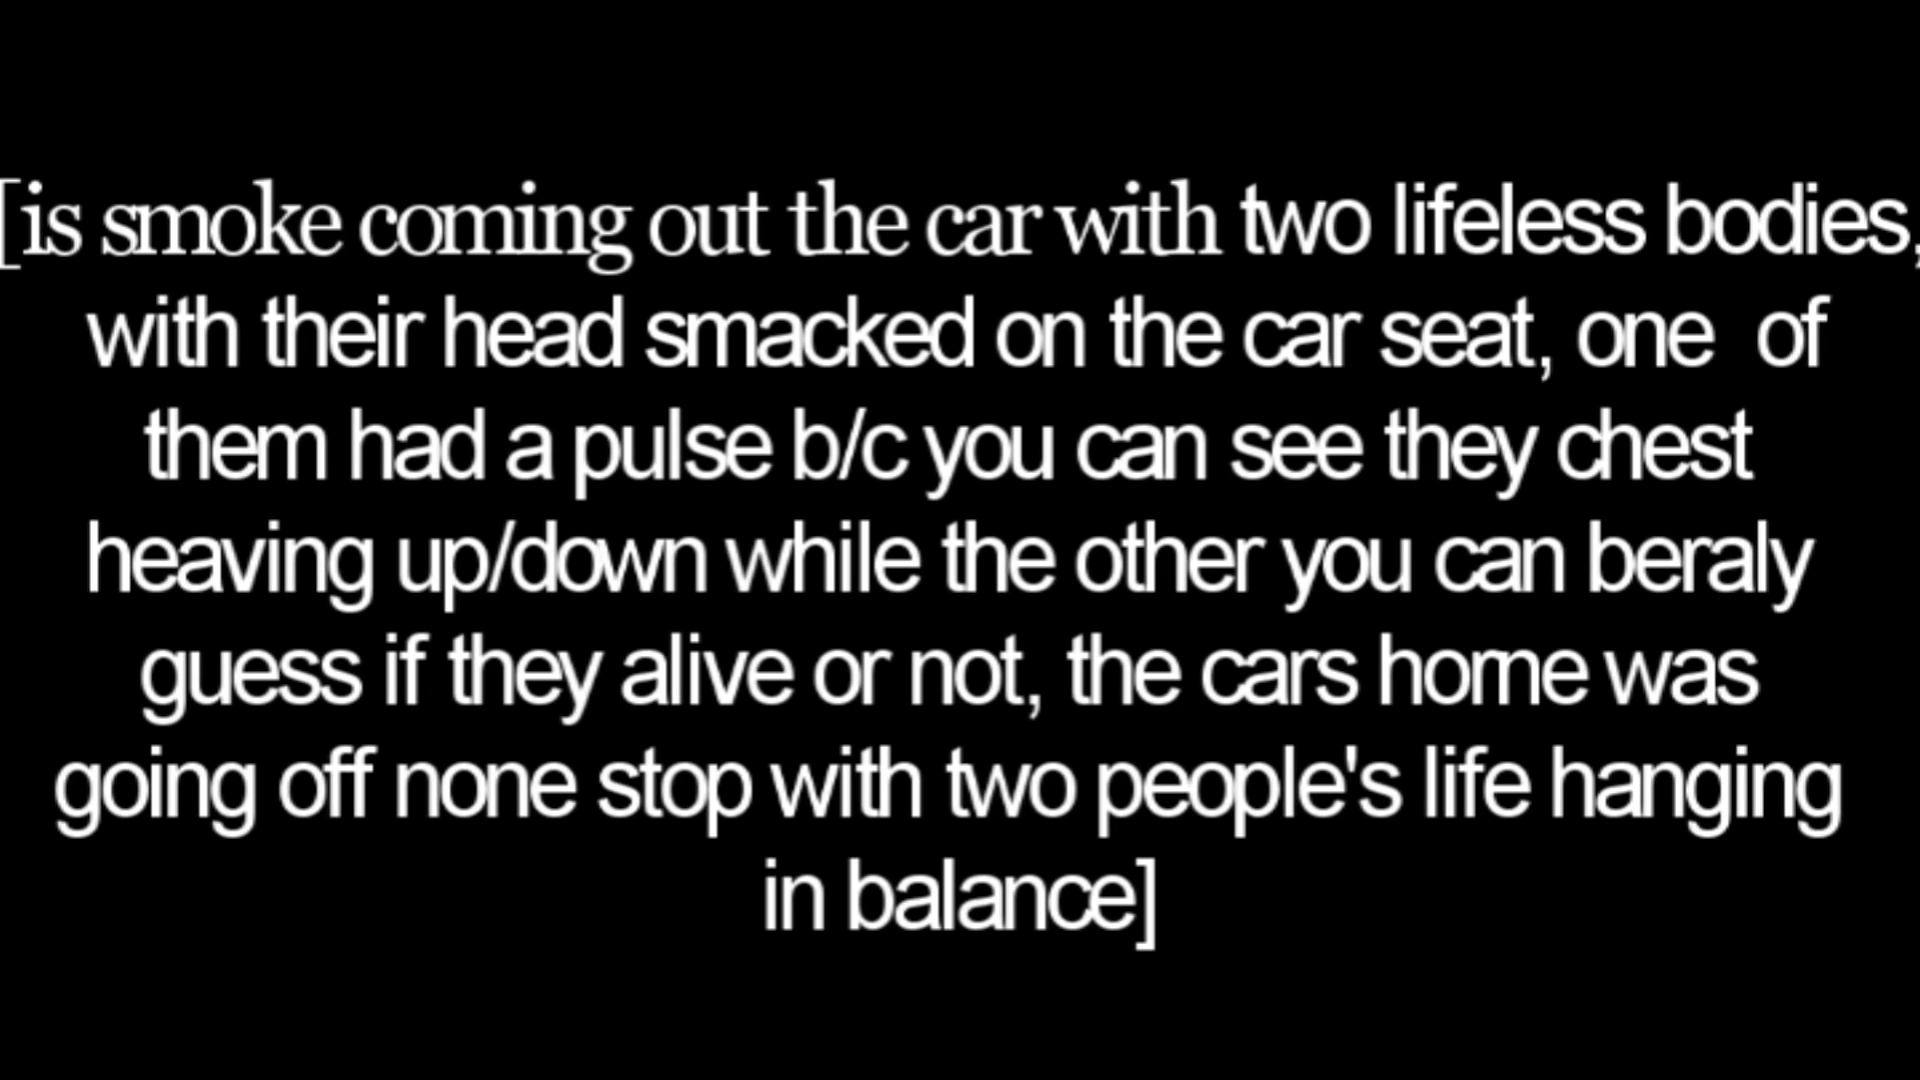 [is smoke coming out the car with two lifeless bodies,
with their head smacked on the car seat, one  of
them had a pulse b/c you can see they chest
heaving up/down while the other you can beraly
guess if they alive or not, the cars horne was
going off none stop with two people's life hanging
in balance]